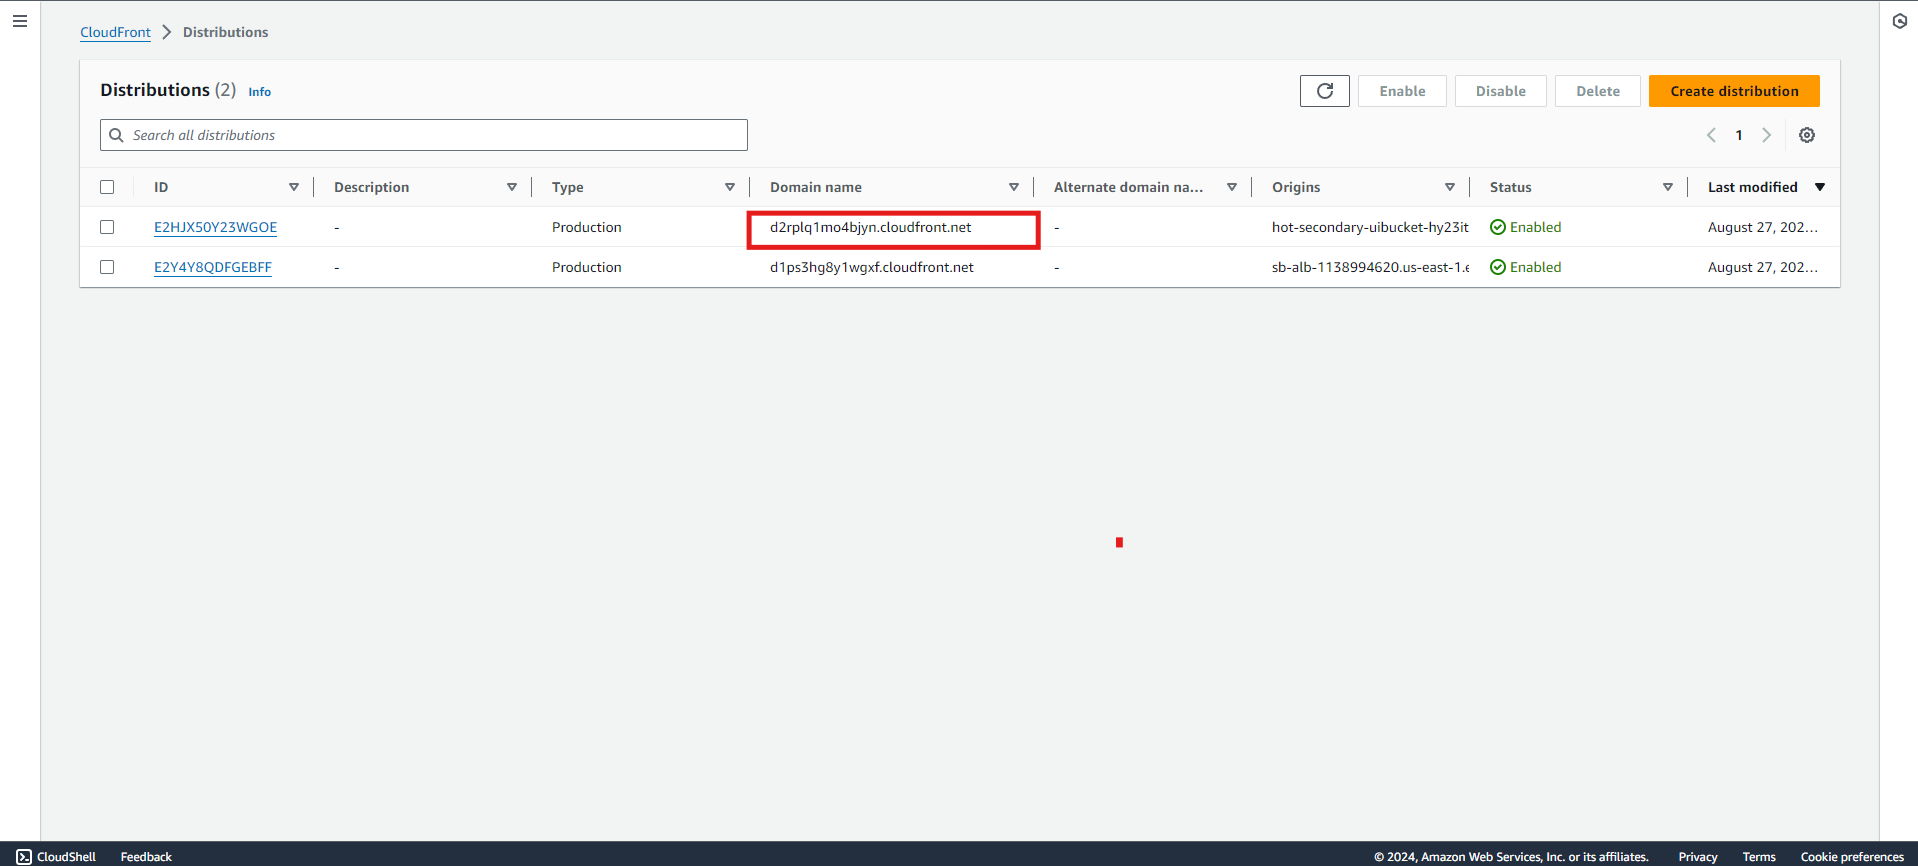 CloudFront > Distributions
Distributions (2) Info
Enable Disable Delete Create distribution
Search all distributions
1
ID Description Type Domain name Alternate domain na... Origins Status Last modified
E2HJX50Y23WGOE - Production d2rplq1mo4bjyn.cloudfront.net - hot-secondary-uibucket-hy23it Enabled August 27, 202...
E2Y4Y8QDFGEBFF - Production d1ps3hg8y1wgxf.cloudfront.net - sb-alb-1138994620.us-east-1.e Enabled August 27, 202...
CloudShell Feedback © 2024, Amazon Web Services, Inc. or its affiliates. Privacy Terms Cookie preferences